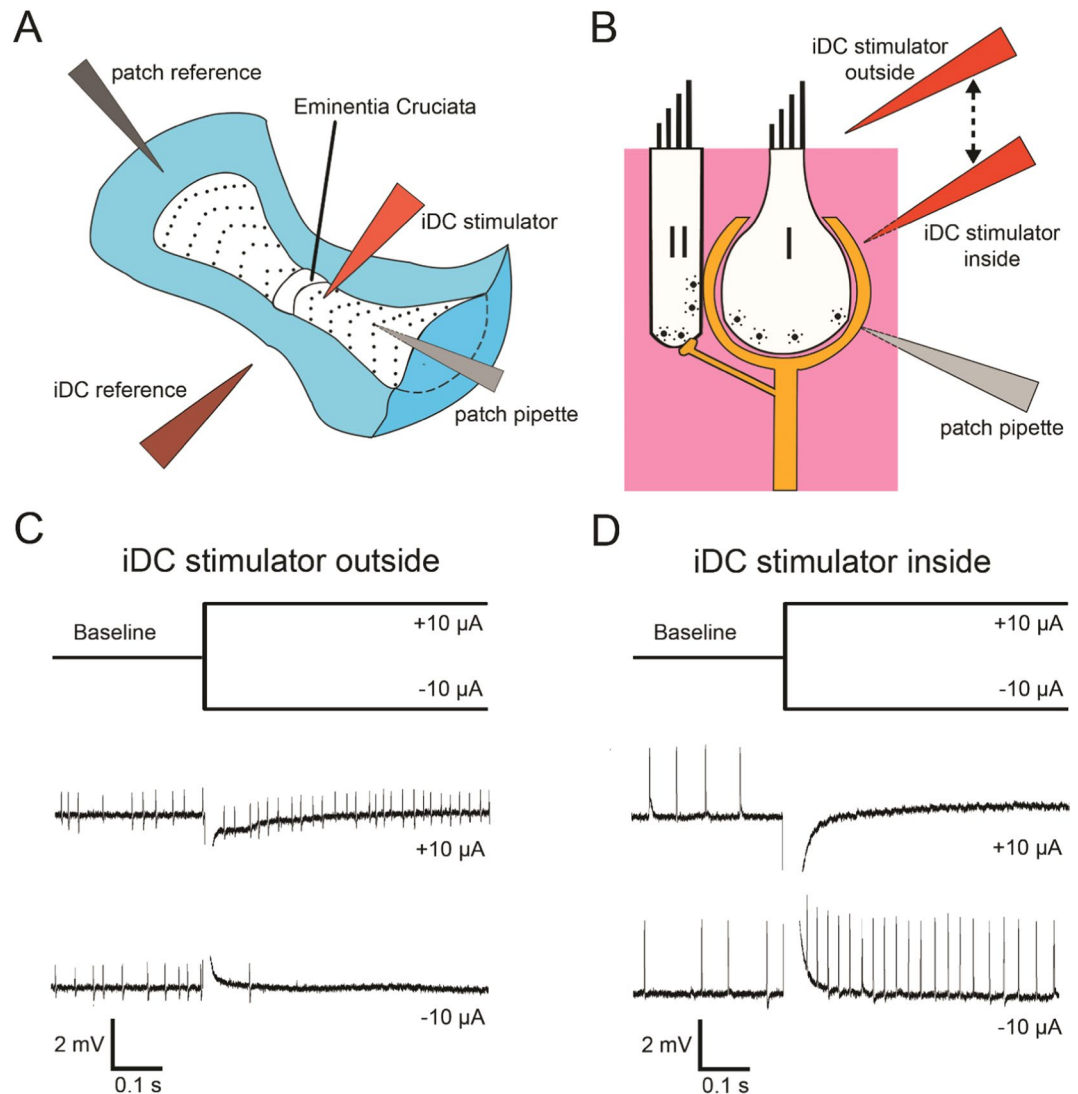 A
patch reference
Eminentia Cruciata
iDC stimulator
iDC reference
patch pipette
B
iDC stimulator
outside
iDC stimulator
inside
II
I
patch pipette
C
iDC stimulator outside
Baseline
+10 µA
-10 µA
+10 µA
-10 µA
2 mV
0.1 s
D
iDC stimulator inside
Baseline
+10 µA
-10 µA
+10 µA
-10 µA
2 mV
0.1 s